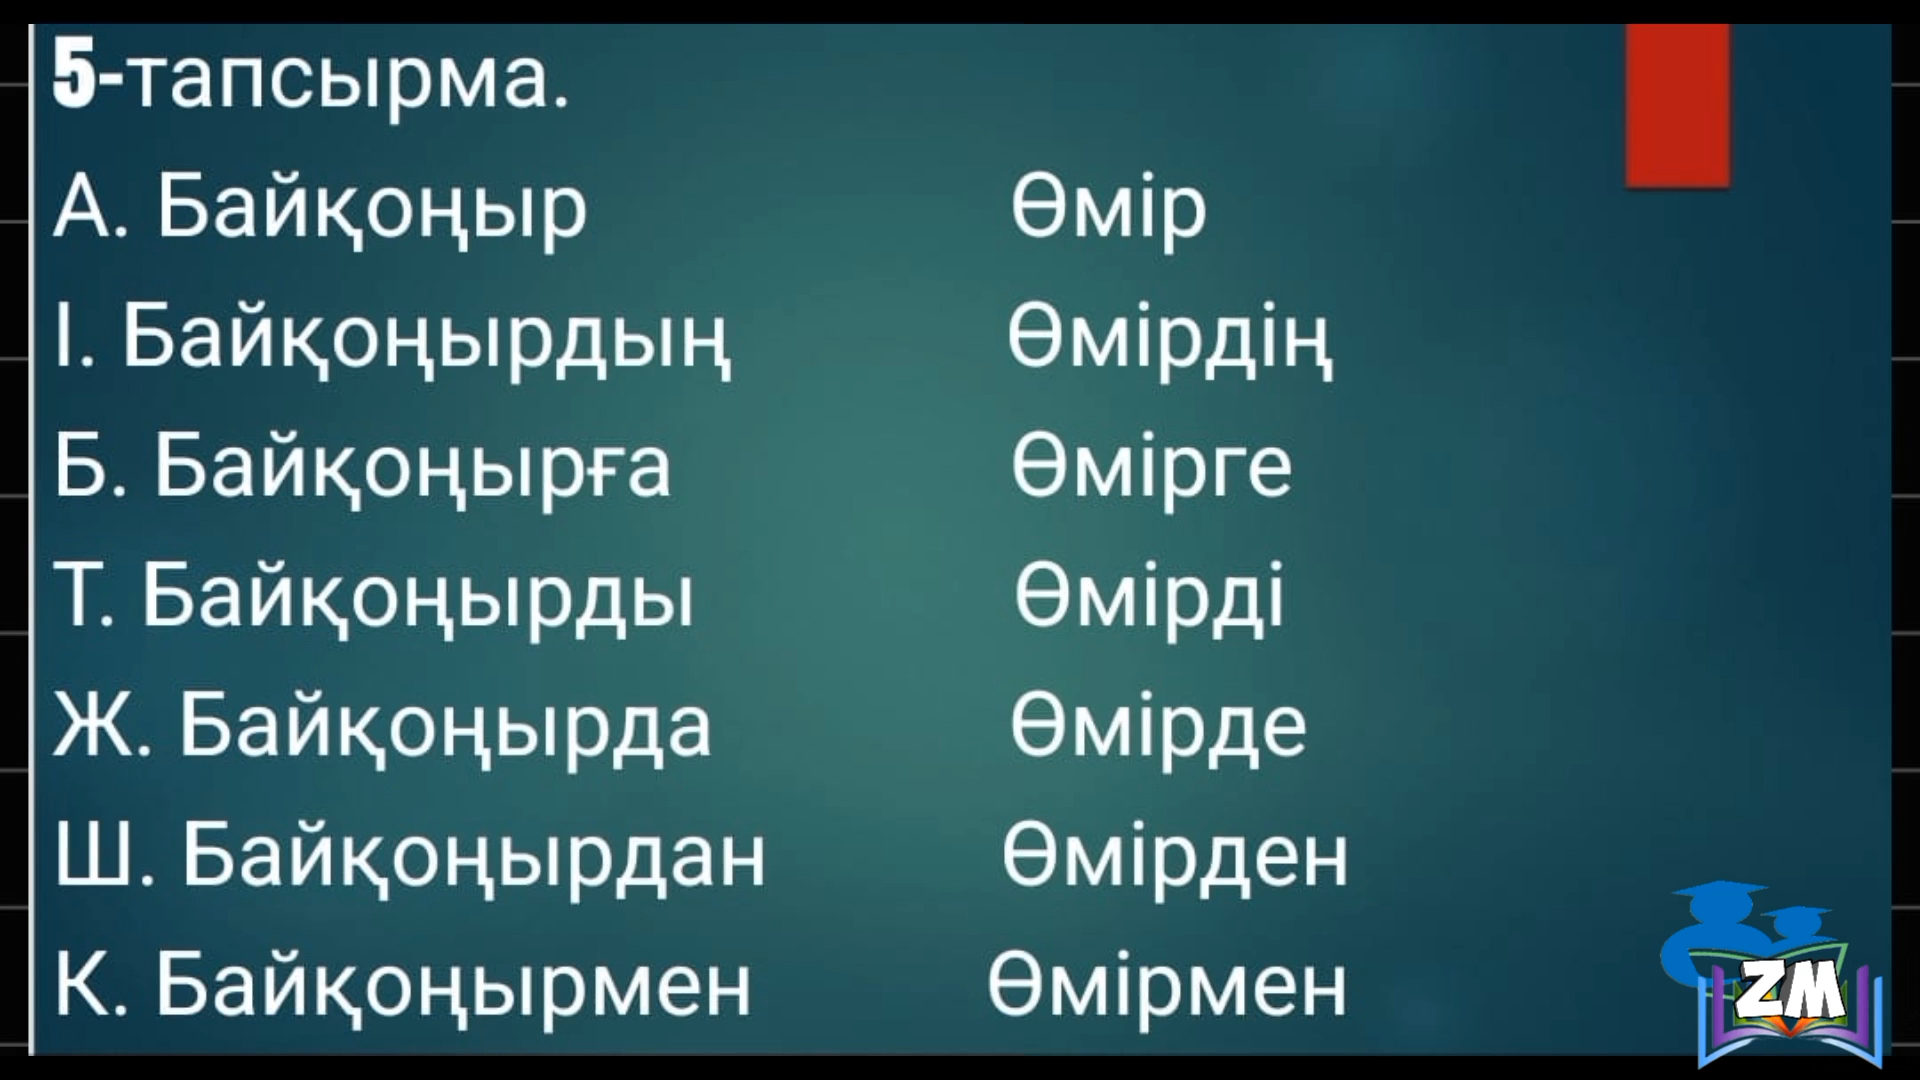 5-тапсырма.
А. Байқоңыр Өмір
І. Байқоңырдың Өмірдің
Б. Байқоңырға Өмірге
Т. Байқоңырды Өмірді
Ж. Байқоңырда Өмірде
Ш. Байқоңырдан Өмірден
К. Байқоңырмен Өмірмен
ZM